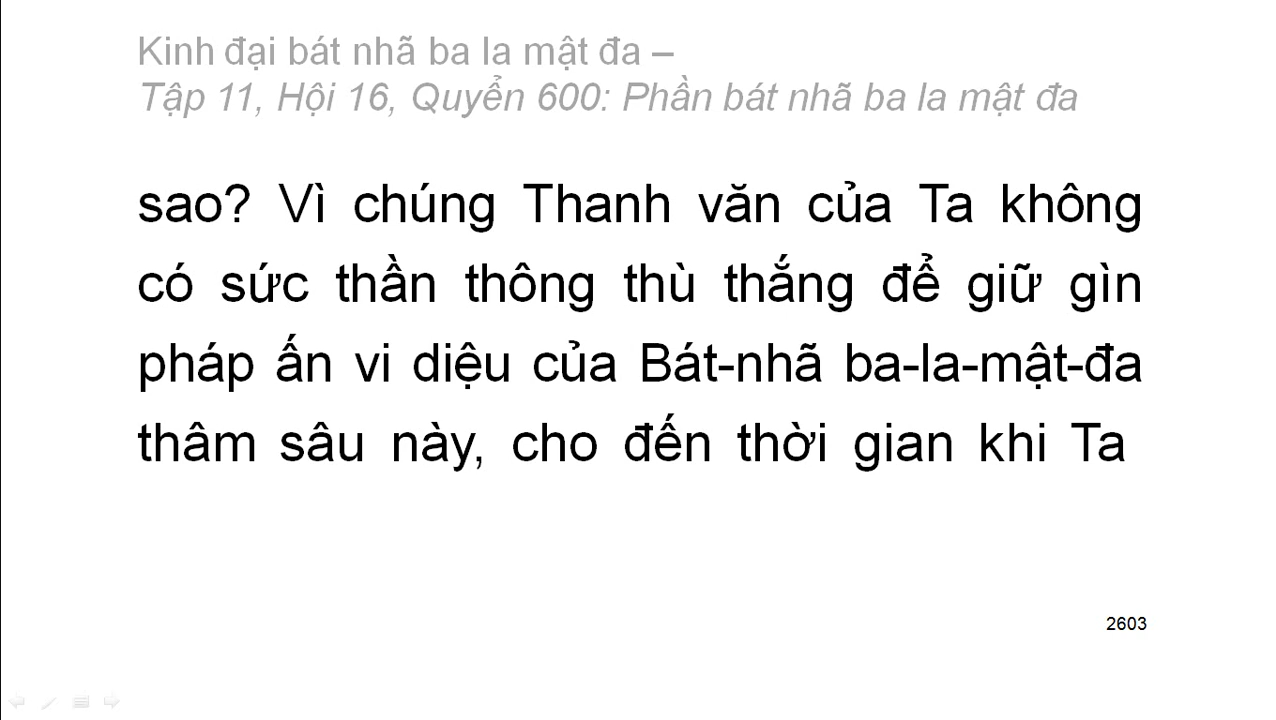 Kinh đại bát nhã ba la mật đa –
Tập 11, Hội 16, Quyển 600: Phần bát nhã ba la mật đa
sao? Vì chúng Thanh văn của Ta không
có sức thần thông thù thắng để giữ gìn
pháp ấn vi diệu của Bát-nhã ba-la-mật-đa
thâm sâu này, cho đến thời gian khi Ta
2603